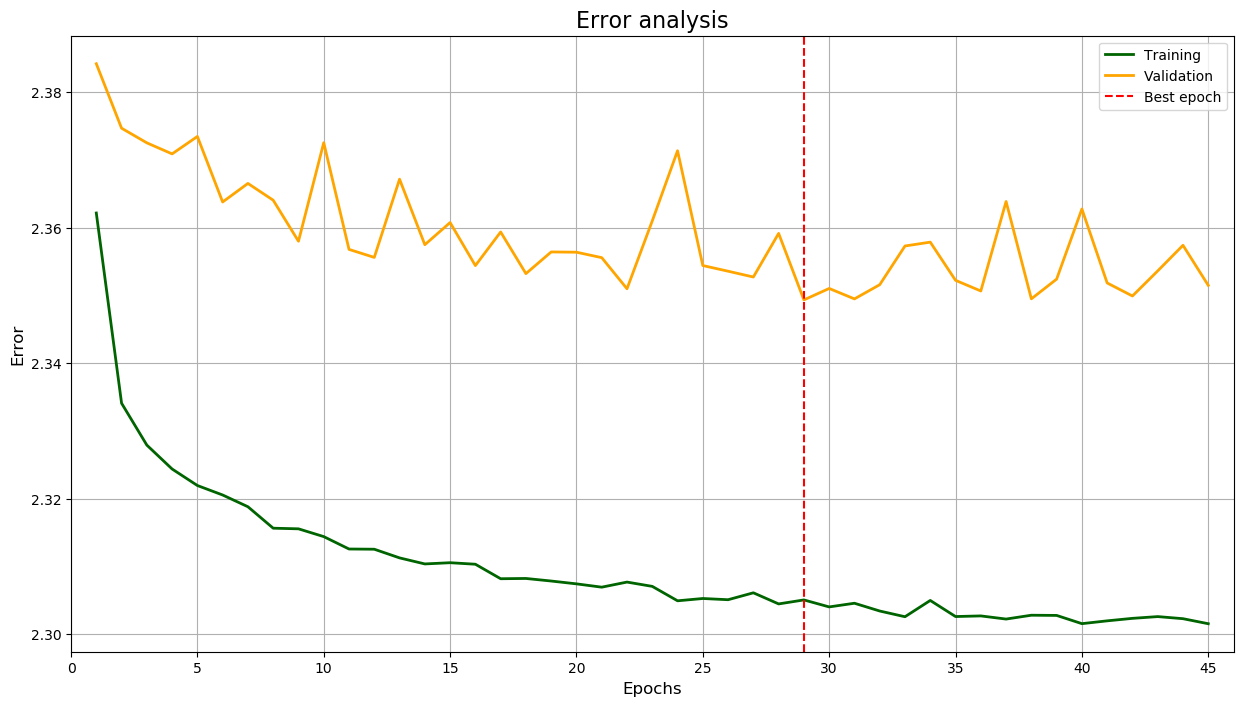 Error analysis
Training
Validation
Best epoch
Error
2.38
2.36
2.34
2.32
2.30
0 5 10 15 20 25 30 35 40 45
Epochs